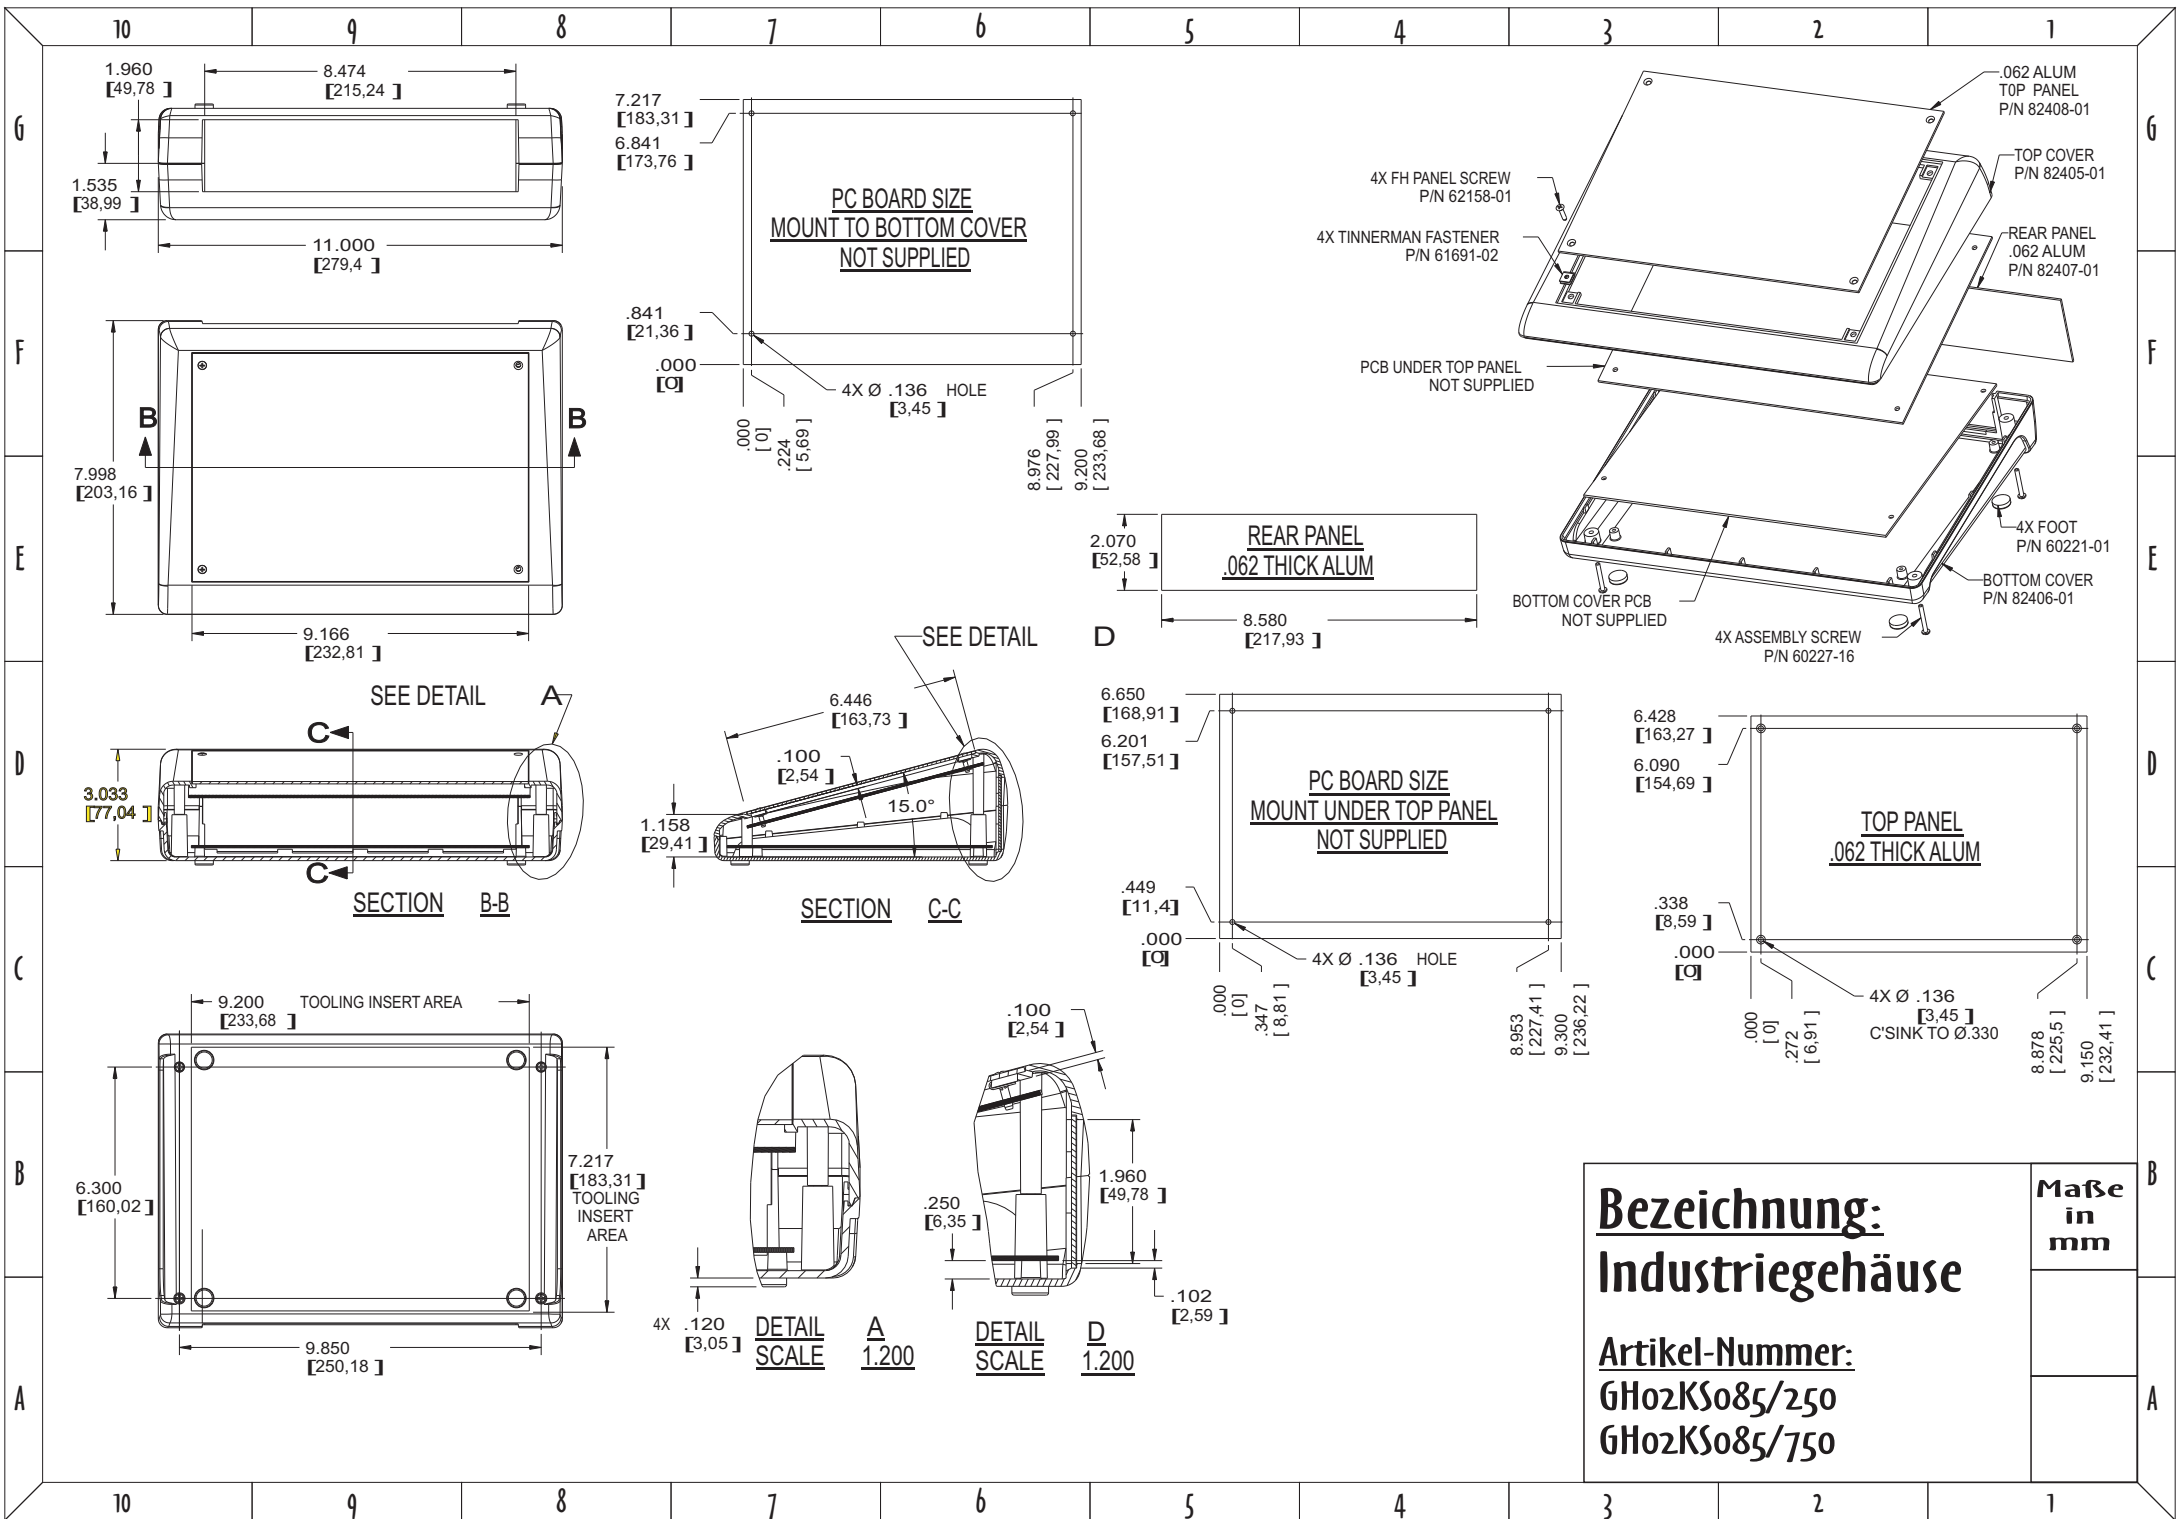 10 9 8 7 6 5 4 3 2 1
G
F
E
D
C
B
A
1.960
[49,78 ]
8.474
[215,24 ]
1.535
[38,99 ]
11.000
[279,4 ]
7.217
[183,31 ]
6.841
[173,76 ]
PC BOARD SIZE
MOUNT TO BOTTOM COVER
NOT SUPPLIED
.841
[21,36 ]
.000
[0]
4X Ø .136 HOLE
[3,45 ]
.000
[ 0]
.224
[ 5,69 ]
8.976
[ 227,99 ]
9.200
[ 233,68 ]
.062 ALUM
T0P PANEL
P/N 82408-01
TOP COVER
P/N 82405-01
4X FH PANEL SCREW
P/N 62158-01
4X TINNERMAN FASTENER
P/N 61691-02
REAR PANEL
.062 ALUM
P/N 82407-01
PCB UNDER TOP PANEL
NOT SUPPLIED
4X FOOT
P/N 60221-01
BOTTOM COVER
P/N 82406-01
BOTTOM COVER PCB
NOT SUPPLIED
4X ASSEMBLY SCREW
P/N 60227-16
B B
7.998
[203,16 ]
9.166
[232,81 ]
2.070
[52,58 ]
REAR PANEL
.062 THICK ALUM
8.580
[217,93 ]
SEE DETAIL A
C
3.033
[77,04 ]
C
SECTION B-B
SEE DETAIL D
6.446
[163,73 ]
.100
[2,54 ]
15.0°
1.158
[29,41 ]
SECTION C-C
6.650
[168,91 ]
6.201
[157,51 ]
PC BOARD SIZE
MOUNT UNDER TOP PANEL
NOT SUPPLIED
.449
[11,4]
.000
[0]
4X Ø .136 HOLE
[3,45 ]
.000
[ 0]
.347
[ 8,81 ]
8.953
[ 227,41 ]
9.300
[ 236,22 ]
6.428
[163,27 ]
6.090
[154,69 ]
TOP PANEL
.062 THICK ALUM
.338
[8,59 ]
.000
[0]
4X Ø .136
[3,45 ]
C'SINK TO Ø.330
.000
[ 0]
.272
[ 6,91 ]
8.878
[ 225,5 ]
9.150
[ 232,41 ]
9.200
[233,68 ]
TOOLING INSERT AREA
6.300
[160,02 ]
7.217
[183,31 ]
TOOLING
INSERT
AREA
9.850
[250,18 ]
4X .120
[3,05 ]
DETAIL A
SCALE 1.200
.100
[2,54 ]
1.960
[49,78 ]
.250
[6,35 ]
.102
[2,59 ]
DETAIL D
SCALE 1.200
Bezeichnung:
Industriegehäuse
Artikel-Nummer:
GH02KS085/250
GH02KS085/750
Maße
in
mm
G
F
E
D
C
B
A
10 9 8 7 6 5 4 3 2 1